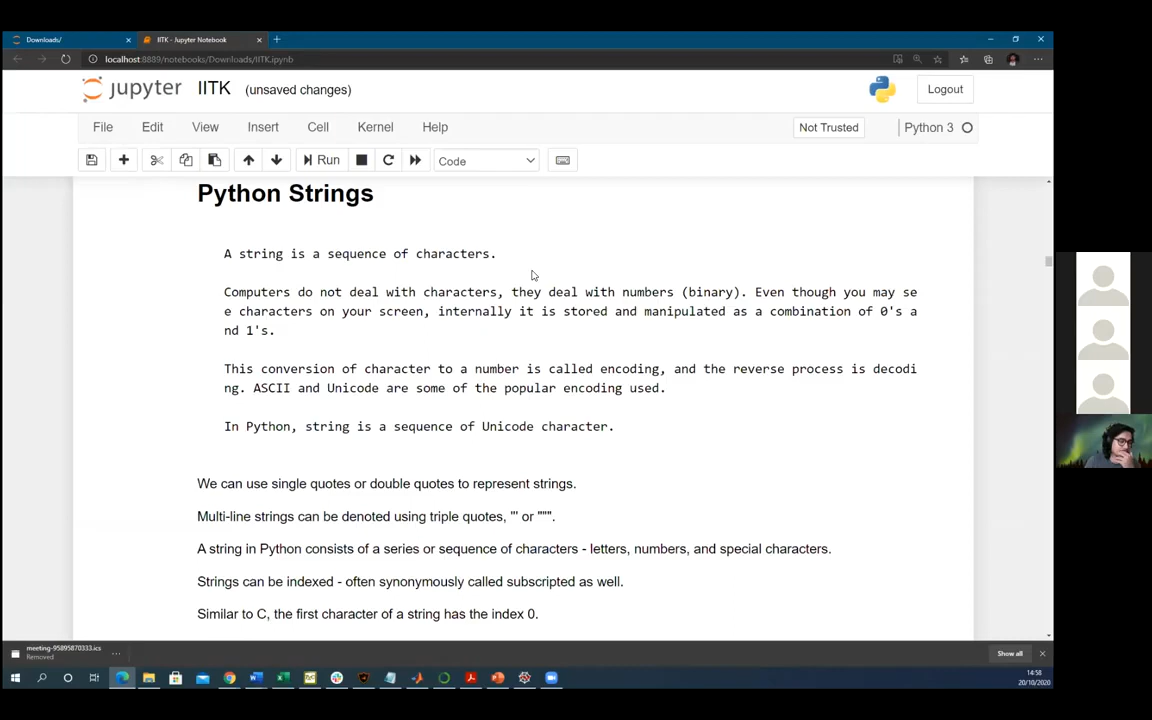 Downloads/
IITK - Jupyter Notebook
localhost:8889/notebooks/Downloads/IITK.ipynb
jupyter IITK (unsaved changes)
Logout
File Edit View Insert Cell Kernel Help
Not Trusted
Python 3
Run
Code
Python Strings
A string is a sequence of characters.
Computers do not deal with characters, they deal with numbers (binary). Even though you may se
e characters on your screen, internally it is stored and manipulated as a combination of 0's a
nd 1's.
This conversion of character to a number is called encoding, and the reverse process is decodi
ng. ASCII and Unicode are some of the popular encoding used.
In Python, string is a sequence of Unicode character.
We can use single quotes or double quotes to represent strings.
Multi-line strings can be denoted using triple quotes, ''' or """.
A string in Python consists of a series or sequence of characters - letters, numbers, and special characters.
Strings can be indexed - often synonymously called subscripted as well.
Similar to C, the first character of a string has the index 0.
meeting-95895870333.ics
Removed
Show all
14:58
20/10/2020